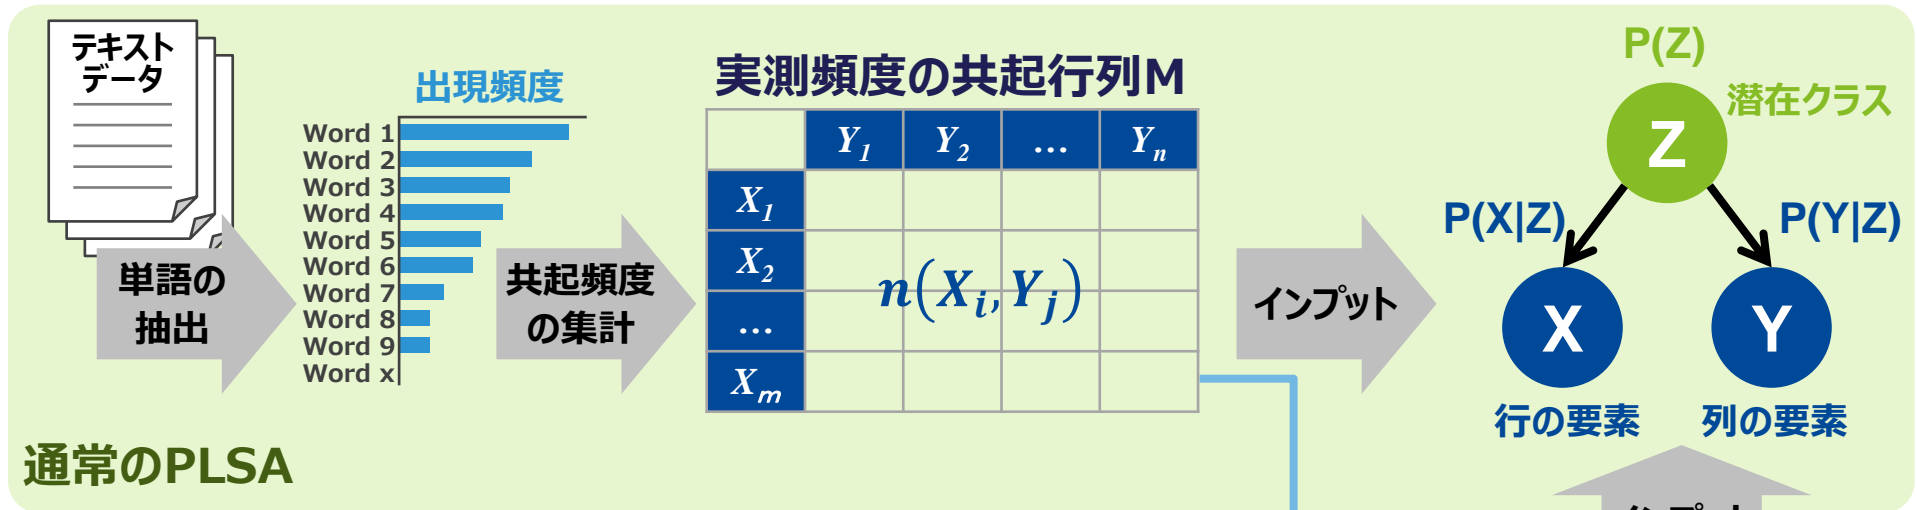 テキスト
データ
単語の
抽出
出現頻度
Word 1
Word 2
Word 3
Word 4
Word 5
Word 6
Word 7
Word 8
Word 9
Word x
共起頻度
の集計
実測頻度の共起行列M
Y1 Y2 … Yn
X1
X2
…
Xm
n(Xi, Yj)
インプット
P(Z)
潜在クラス
Z
P(X|Z)
P(Y|Z)
X
Y
行の要素
列の要素
通常のPLSA